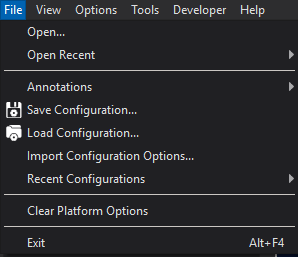 File View Options Tools Developer Help
Open...
Open Recent
Annotations
Save Configuration...
Load Configuration...
Import Configuration Options...
Recent Configurations
Clear Platform Options
Exit Alt+F4